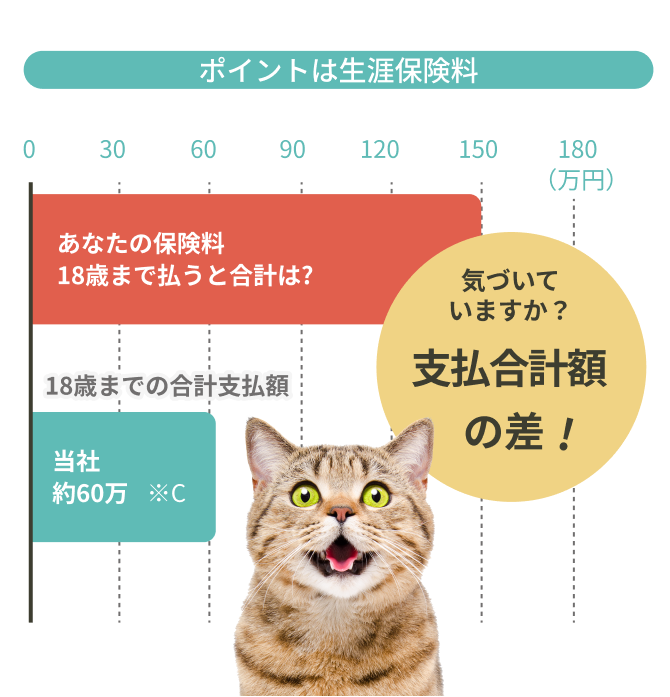 ポイントは生涯保険料
0 30 60 90 120 150 180
（万円）
あなたの保険料
18歳まで払うと合計は?
気づいて
いますか？
支払合計額
の差！
18歳までの合計支払額
当社
約60万 ※C